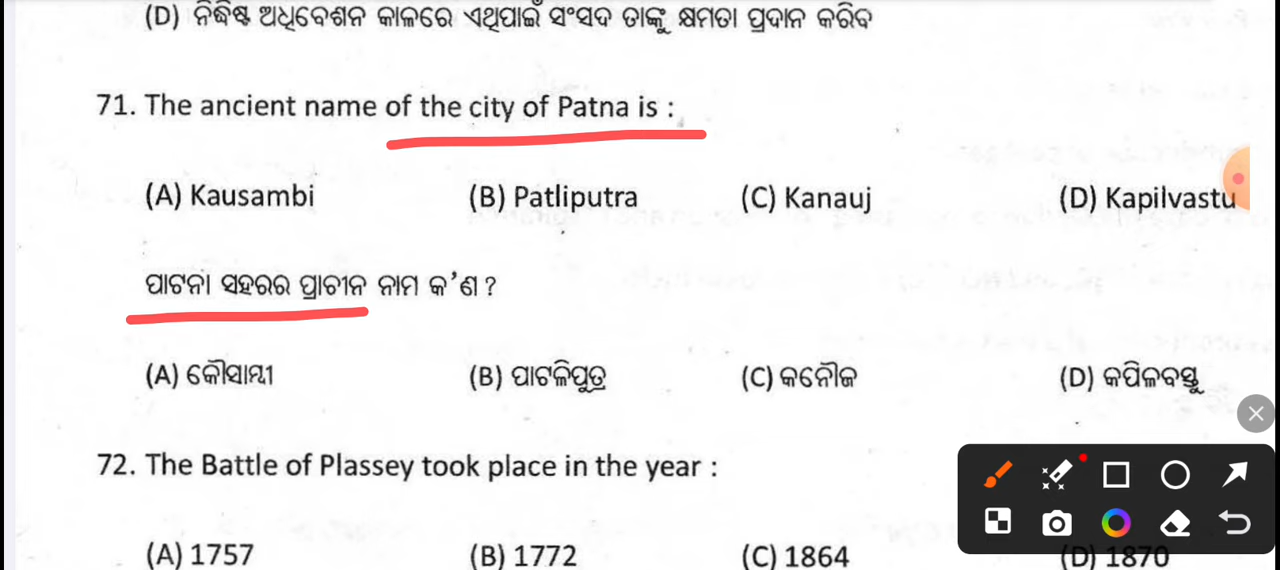 (D) ନିର୍ଦ୍ଦିଷ୍ଟ ଅଧିବେଶନ କାଳରେ ଏଥିପାଇଁ ସଂସଦ ତାଙ୍କୁ କ୍ଷମତା ପ୍ରଦାନ କରିବ
71. The ancient name of the city of Patna is :
(A) Kausambi (B) Patliputra (C) Kanauj (D) Kapilvastu
ପାଟନା ସହରର ପ୍ରାଚୀନ ନାମ କ'ଣ ?
(A) କୌସାମ୍ବୀ (B) ପାଟଳିପୁତ୍ର (C) କନୌଜ (D) କପିଳବସ୍ତୁ
72. The Battle of Plassey took place in the year :
(A) 1757 (B) 1772 (C) 1864 (D) 1870